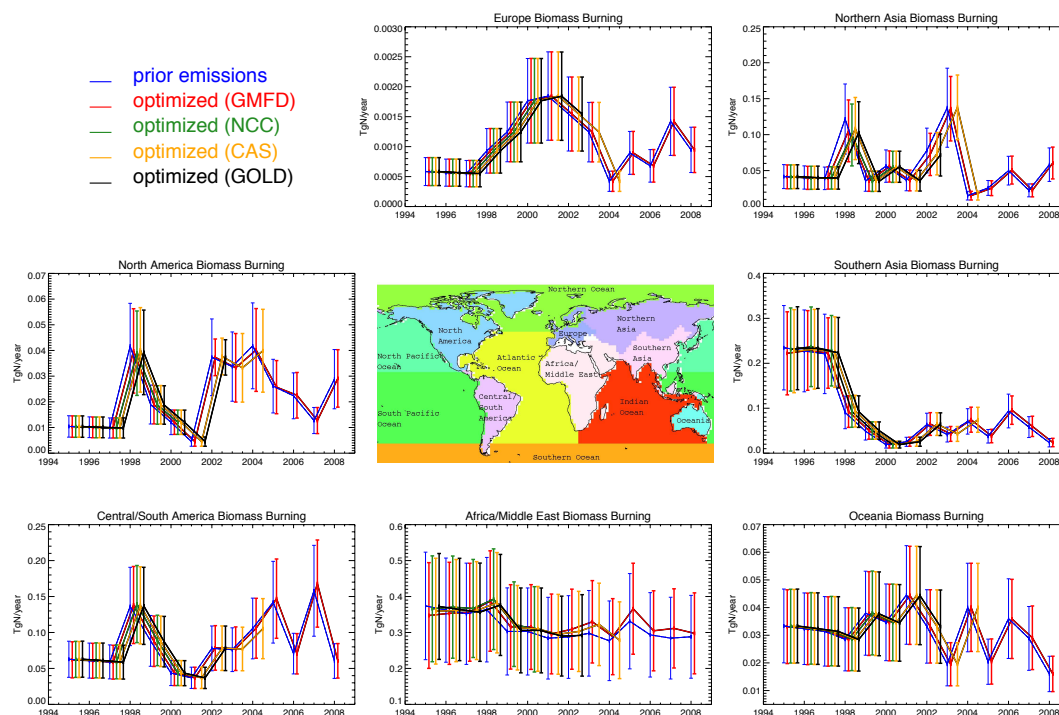 prior emissions
optimized (GMFD)
optimized (NCC)
optimized (CAS)
optimized (GOLD)
Europe Biomass Burning
TgN/year
0.0030
0.0025
0.0020
0.0015
0.0010
0.0005
0.0000
1994 1996 1998 2000 2002 2004 2006 2008
Northern Asia Biomass Burning
TgN/year
0.25
0.20
0.15
0.10
0.05
0.00
1994 1996 1998 2000 2002 2004 2006 2008
North America Biomass Burning
TgN/year
0.07
0.06
0.05
0.04
0.03
0.02
0.01
0.00
1994 1996 1998 2000 2002 2004 2006 2008
Northern Ocean
North America
Northern Asia
Europe
Southern Asia
North Pacific Ocean
Atlantic Ocean
Africa/ Middle East
South Pacific Ocean
Central/ South America
Indian Ocean
Oceania
Southern Ocean
Southern Asia Biomass Burning
TgN/year
0.4
0.3
0.2
0.1
0.0
1994 1996 1998 2000 2002 2004 2006 2008
Central/South America Biomass Burning
TgN/year
0.25
0.20
0.15
0.10
0.05
0.00
1994 1996 1998 2000 2002 2004 2006 2008
Africa/Middle East Biomass Burning
TgN/year
0.6
0.5
0.4
0.3
0.2
0.1
1994 1996 1998 2000 2002 2004 2006 2008
Oceania Biomass Burning
TgN/year
0.07
0.06
0.05
0.04
0.03
0.02
0.01
1994 1996 1998 2000 2002 2004 2006 2008